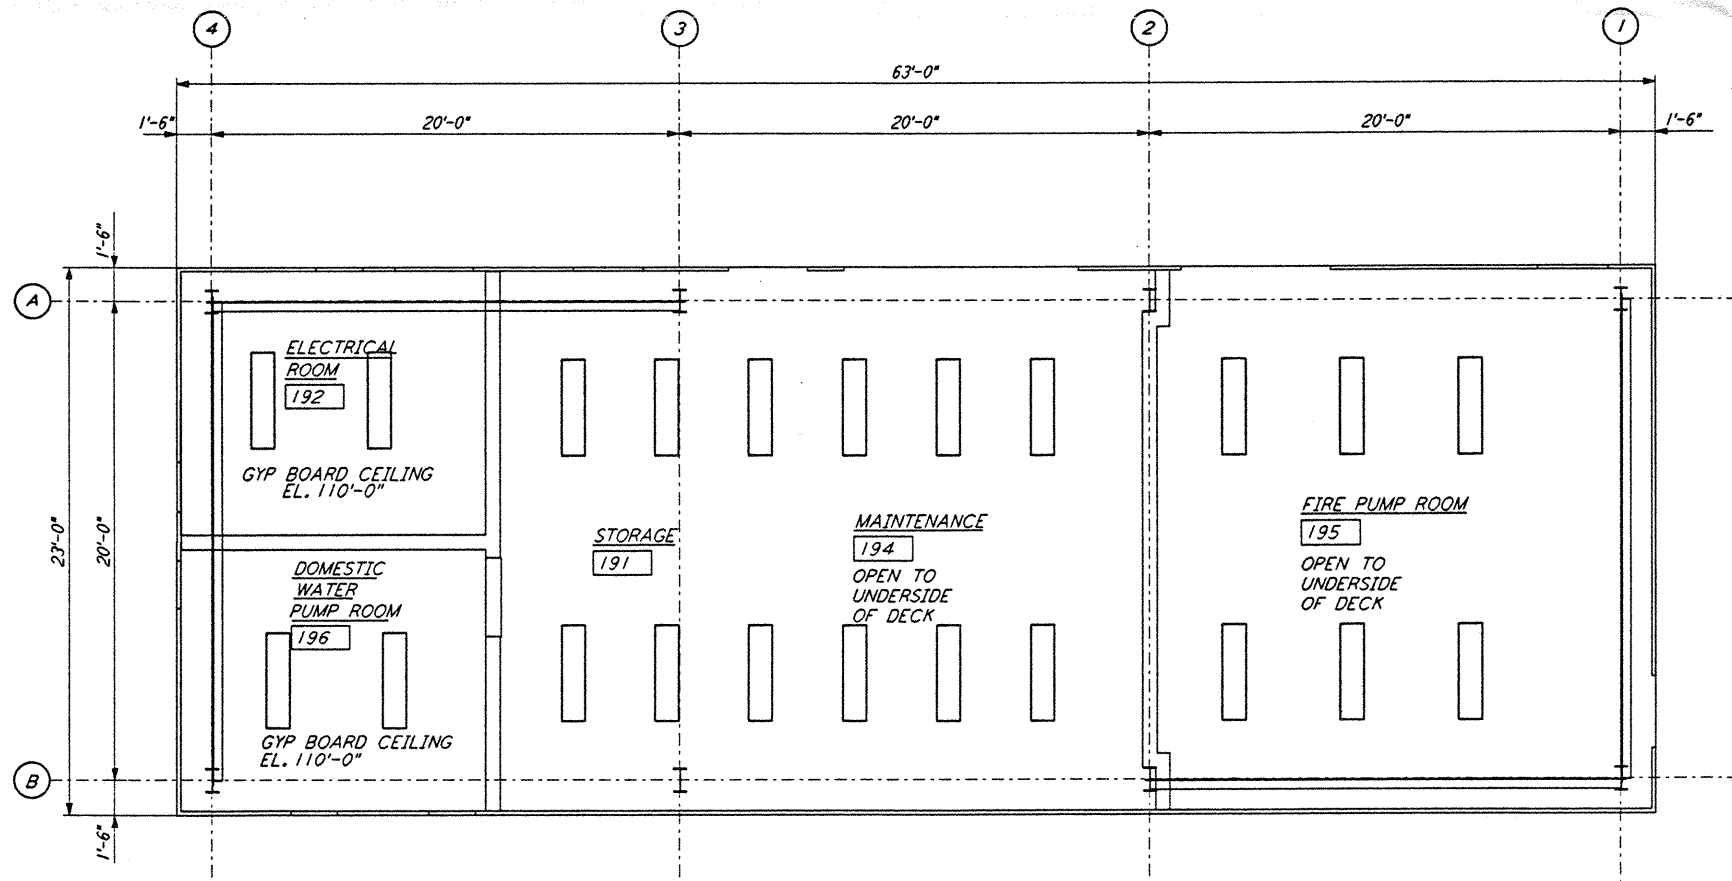 4
3
2
1
63'-0"
1'-6"
20'-0"
20'-0"
20'-0"
1'-6"
1'-6"
A
ELECTRICAL
ROOM
192
GYP BOARD CEILING
EL. 110'-0"
23'-0"
20'-0"
STORAGE
191
MAINTENANCE
194
OPEN TO
UNDERSIDE
OF DECK
FIRE PUMP ROOM
195
OPEN TO
UNDERSIDE
OF DECK
DOMESTIC
WATER
PUMP ROOM
196
GYP BOARD CEILING
EL. 110'-0"
B
1'-6"